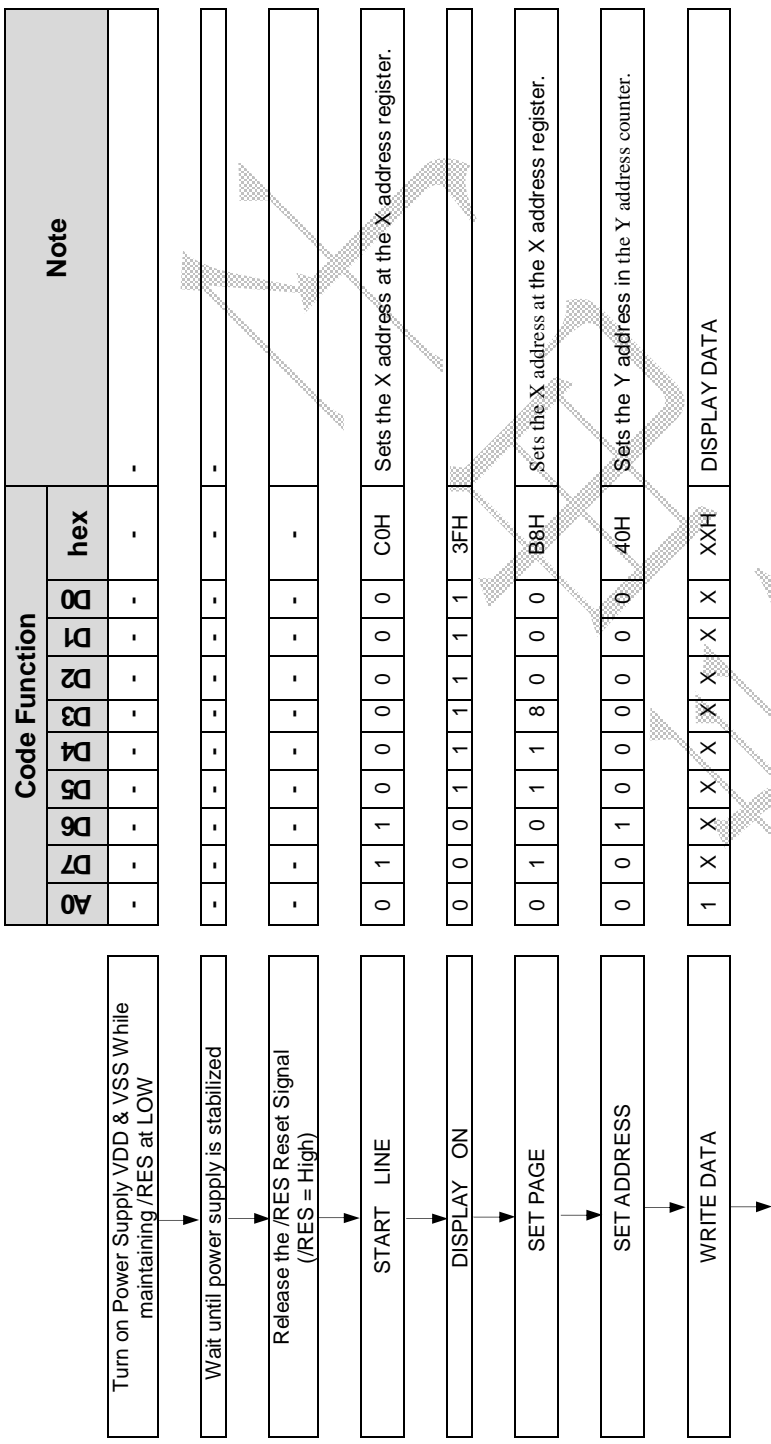 Code Function
Note
A0 D7 D6 D5 D4 D3 D2 D1 D0 hex
Turn on Power Supply VDD & VSS While
maintaining /RES at LOW
- - - - - - - - - - -
Wait until power supply is stabilized
- - - - - - - - - - -
Release the /RES Reset Signal
(/RES = High)
- - - - - - - - - -
START LINE
0 1 1 0 0 0 0 0 0 C0H Sets the X address at the X address register.
DISPLAY ON
0 0 0 1 1 1 1 1 1 3FH
SET PAGE
0 1 0 1 1 8 0 0 0 B8H Sets the X address at the X address register.
SET ADDRESS
0 0 1 0 0 0 0 0 0 40H Sets the Y address in the Y address counter.
WRITE DATA
1 X X X X X X X X XXH DISPLAY DATA